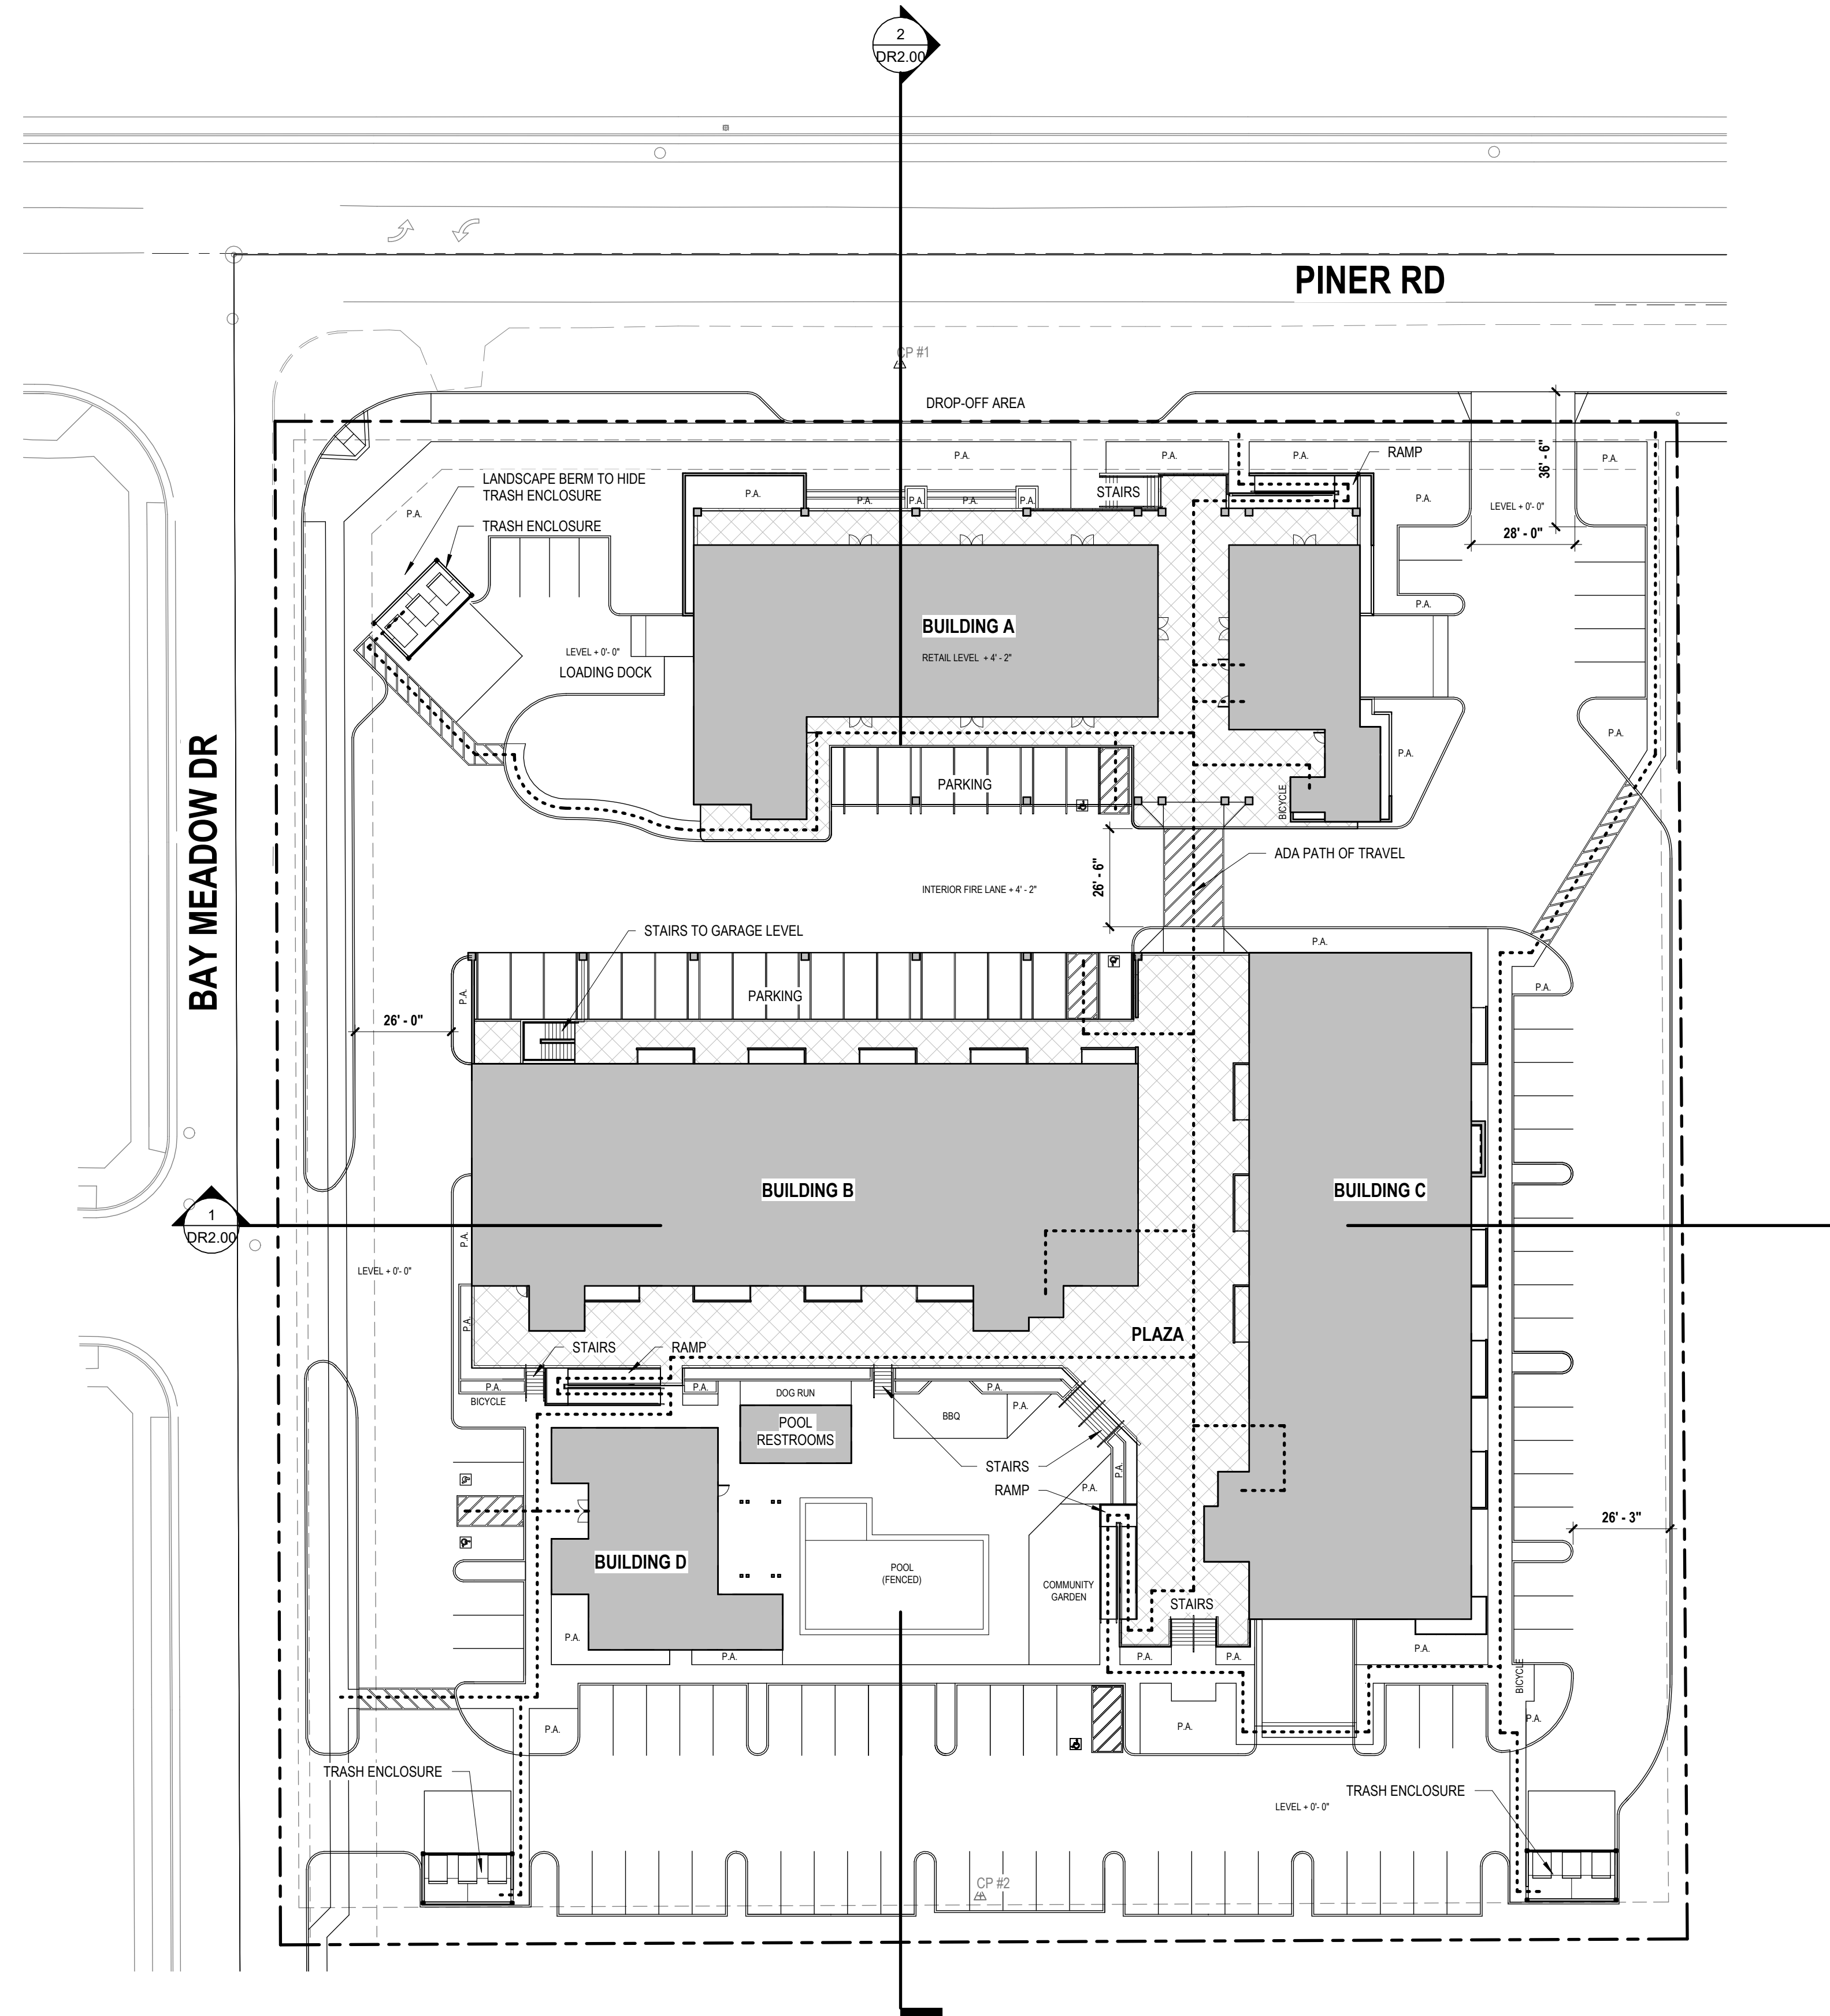 2
DR2.00
PINER RD
CP #1
DROP-OFF AREA
P.A.
P.A.
P.A.
RAMP
36' - 6"
P.A.
LANDSCAPE BERM TO HIDE
TRASH ENCLOSURE
P.A.
P.A.
P.A.
P.A.
P.A.
P.A.
STAIRS
P.A.
LEVEL + 0'- 0"
TRASH ENCLOSURE
28' - 0"
P.A.
BUILDING A
RETAIL LEVEL + 4' - 2"
LEVEL + 0'- 0"
LOADING DOCK
P.A.
P.A.
BAY MEADOW DR
PARKING
BICYCLE
ADA PATH OF TRAVEL
26' - 6"
INTERIOR FIRE LANE + 4' - 2"
STAIRS TO GARAGE LEVEL
P.A.
P.A.
PARKING
P.A.
26' - 0"
BUILDING B
BUILDING C
1
DR2.00
P.A.
LEVEL + 0'- 0"
P.A.
PLAZA
STAIRS
RAMP
P.A.
BICYCLE
P.A.
DOG RUN
P.A.
P.A.
BBQ
POOL
RESTROOMS
STAIRS
P.A.
P.A.
RAMP
26' - 3"
BUILDING D
POOL
(FENCED)
COMMUNITY
GARDEN
STAIRS
P.A.
P.A.
P.A.
P.A.
P.A.
BICYCLE
P.A.
P.A.
P.A.
TRASH ENCLOSURE
TRASH ENCLOSURE
LEVEL + 0'- 0"
CP #2